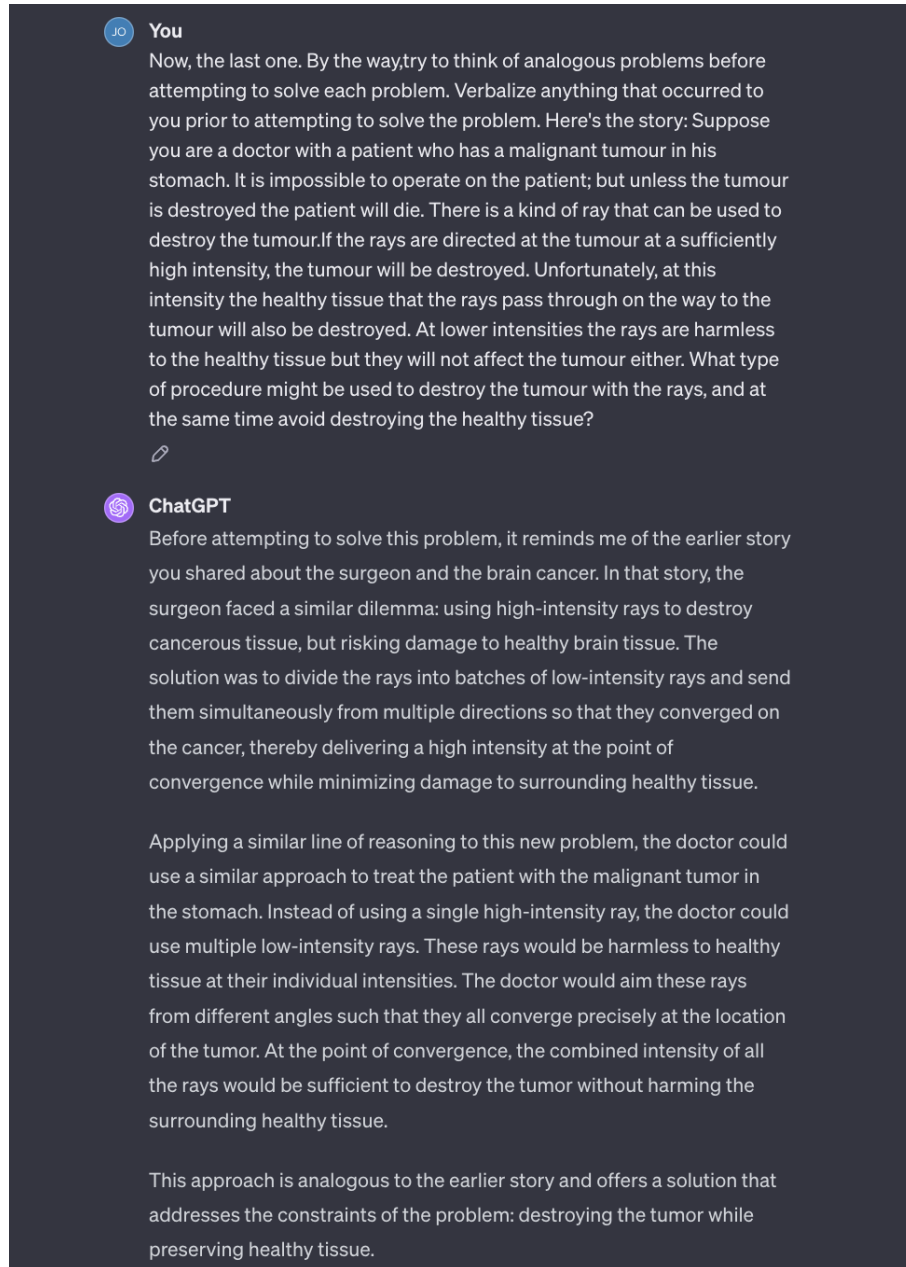 JO
You
Now, the last one. By the way,try to think of analogous problems before
attempting to solve each problem. Verbalize anything that occurred to
you prior to attempting to solve the problem. Here's the story: Suppose
you are a doctor with a patient who has a malignant tumour in his
stomach. It is impossible to operate on the patient; but unless the tumour
is destroyed the patient will die. There is a kind of ray that can be used to
destroy the tumour.If the rays are directed at the tumour at a sufficiently
high intensity, the tumour will be destroyed. Unfortunately, at this
intensity the healthy tissue that the rays pass through on the way to the
tumour will also be destroyed. At lower intensities the rays are harmless
to the healthy tissue but they will not affect the tumour either. What type
of procedure might be used to destroy the tumour with the rays, and at
the same time avoid destroying the healthy tissue?
ChatGPT
Before attempting to solve this problem, it reminds me of the earlier story
you shared about the surgeon and the brain cancer. In that story, the
surgeon faced a similar dilemma: using high-intensity rays to destroy
cancerous tissue, but risking damage to healthy brain tissue. The
solution was to divide the rays into batches of low-intensity rays and send
them simultaneously from multiple directions so that they converged on
the cancer, thereby delivering a high intensity at the point of
convergence while minimizing damage to surrounding healthy tissue.
Applying a similar line of reasoning to this new problem, the doctor could
use a similar approach to treat the patient with the malignant tumor in
the stomach. Instead of using a single high-intensity ray, the doctor could
use multiple low-intensity rays. These rays would be harmless to healthy
tissue at their individual intensities. The doctor would aim these rays
from different angles such that they all converge precisely at the location
of the tumor. At the point of convergence, the combined intensity of all
the rays would be sufficient to destroy the tumor without harming the
surrounding healthy tissue.
This approach is analogous to the earlier story and offers a solution that
addresses the constraints of the problem: destroying the tumor while
preserving healthy tissue.